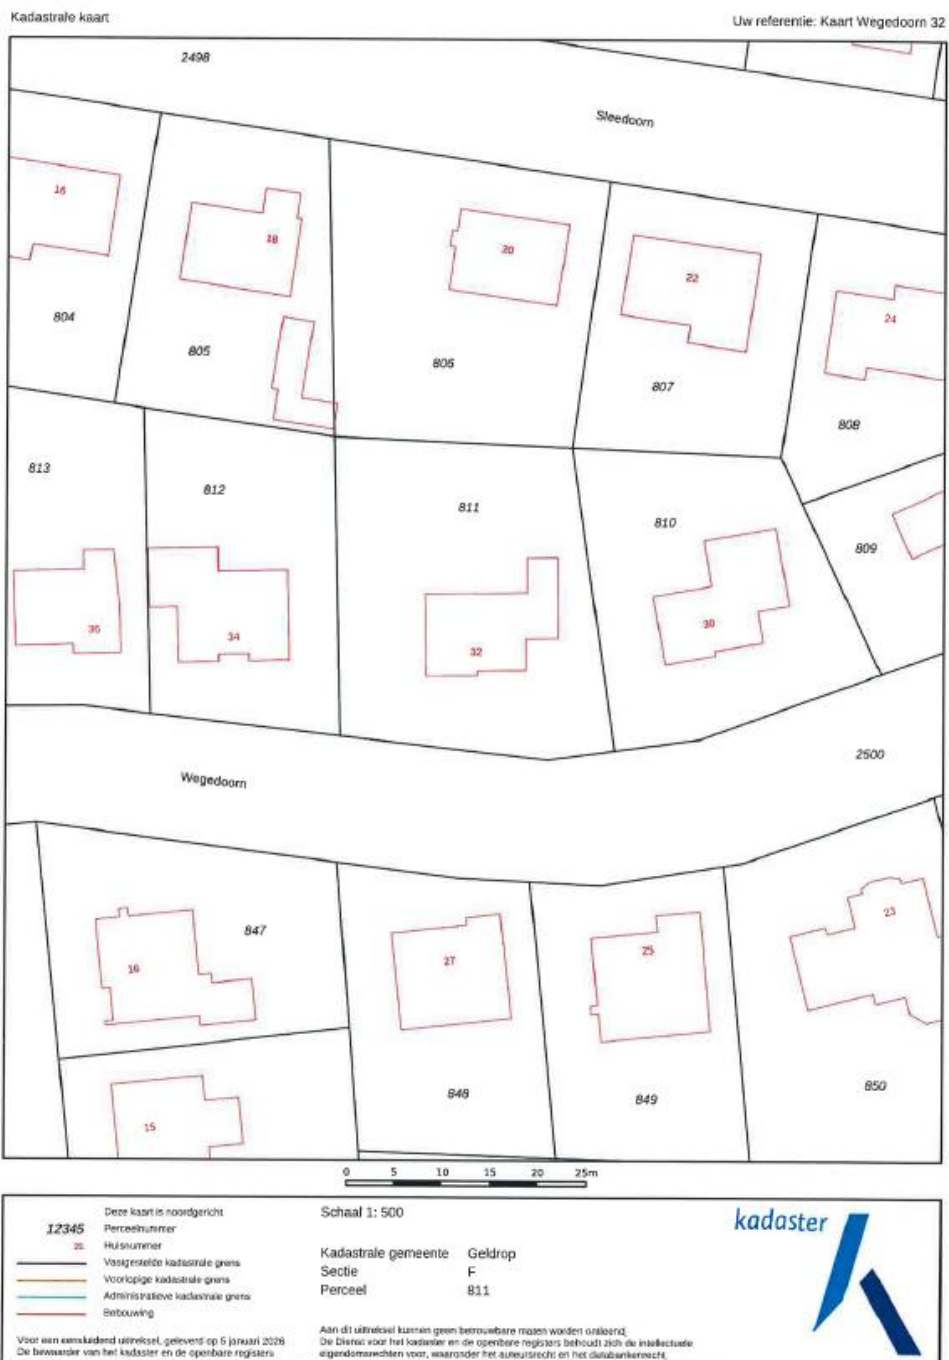 Kadastrale kaart
Uw referentie: Kaart Wegedoorn 32
2498
Sleedoorn
16
18
20
22
24
804
805
806
807
808
813
812
811
810
809
36
34
32
30
2500
Wegedoorn
847
16
27
25
23
848
849
850
15
0 5 10 15 20 25m
Deze kaart is noordgericht
12345 Perceelnummer
25 Huisnummer
Vastgestelde kadastrale grens
Voorlopige kadastrale grens
Administratieve kadastrale grens
Bebouwing
Voor een eensluidend uittreksel, geleverd op 5 januari 2026
De bewaarder van het kadaster en de openbare registers
Schaal 1: 500
Kadastrale gemeente Geldrop
Sectie F
Perceel 811
Aan dit uittreksel kunnen geen betrouwbare maten worden ontleend.
De Dienst voor het kadaster en de openbare registers behoudt zich de intellectuele
eigendomsrechten voor, waaronder het auteursrecht en het databankenrecht.
kadaster